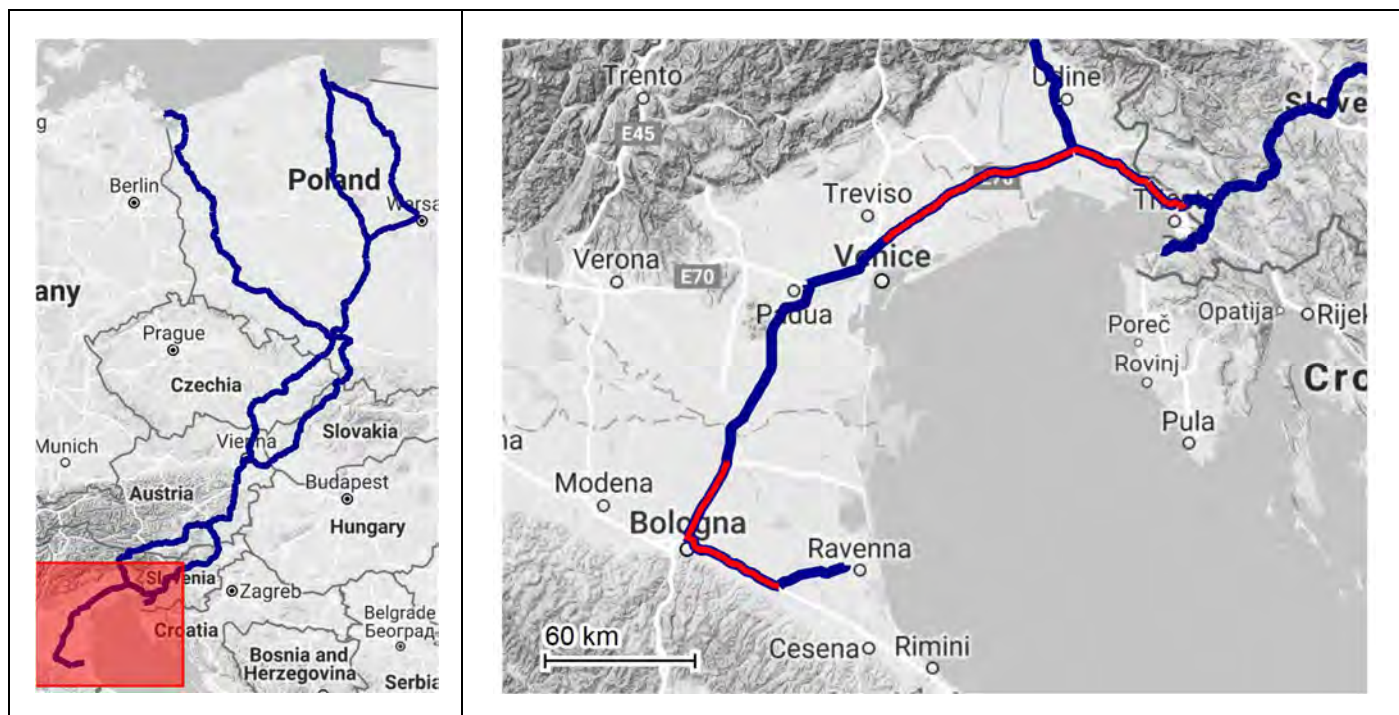 g
Berlin
Poland
any
Prague
Czechia
Slovakia
Munich
Austria
Budapest
Hungary
Slovenia
Zagreb
Croatia
Belgrade
Београд
Bosnia and
Herzegovina
Serbia
Trento
Udine
E45
Slove
Treviso
Verona
E70
Venice
Padua
Opatija
Rijek
Poreč
Rovinj
Cro
Pula
na
Modena
Bologna
Ravenna
60 km
Cesena
Rimini